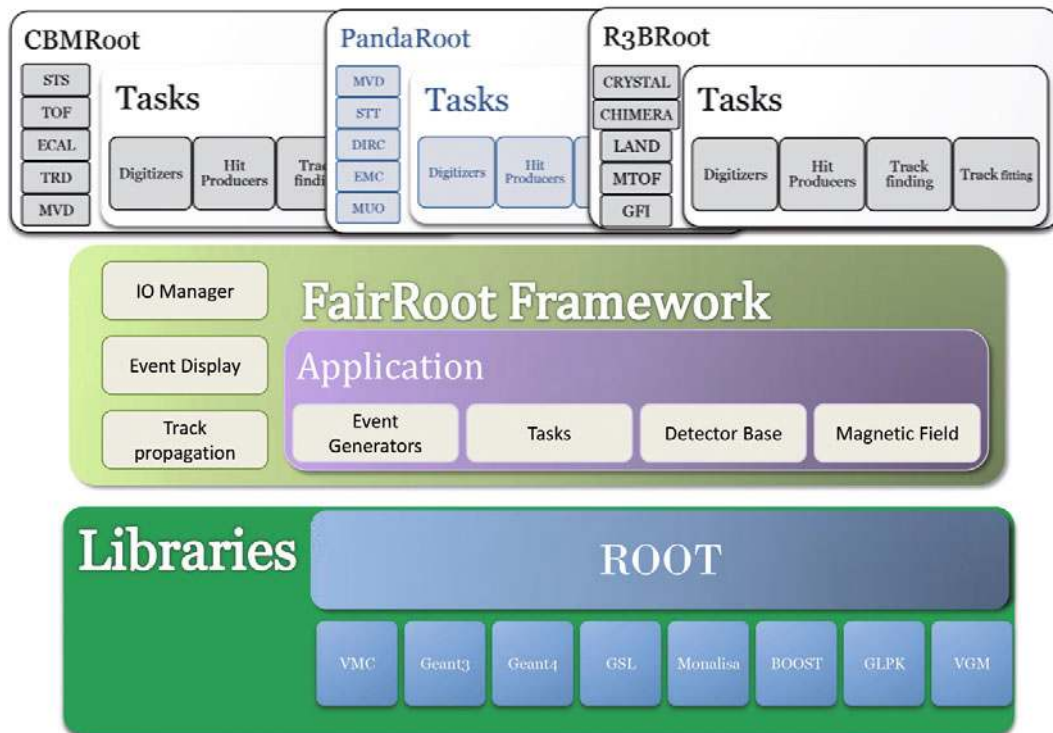 CBMRoot
STS
TOF
ECAL
TRD
MVD
Tasks
Digitizers
Hit
Producers
Trac
findi
PandaRoot
MVD
STT
DIRC
EMC
MUO
Tasks
Digitizers
Hit
Producers
R3BRoot
CRYSTAL
CHIMERA
LAND
MTOF
GFI
Tasks
Digitizers
Hit
Producers
Track
finding
Track fitting
FairRoot Framework
IO Manager
Event Display
Track
propagation
Application
Event
Generators
Tasks
Detector Base
Magnetic Field
Libraries
ROOT
VMC
Geant3
Geant4
GSL
Monalisa
BOOST
GLPK
VGM